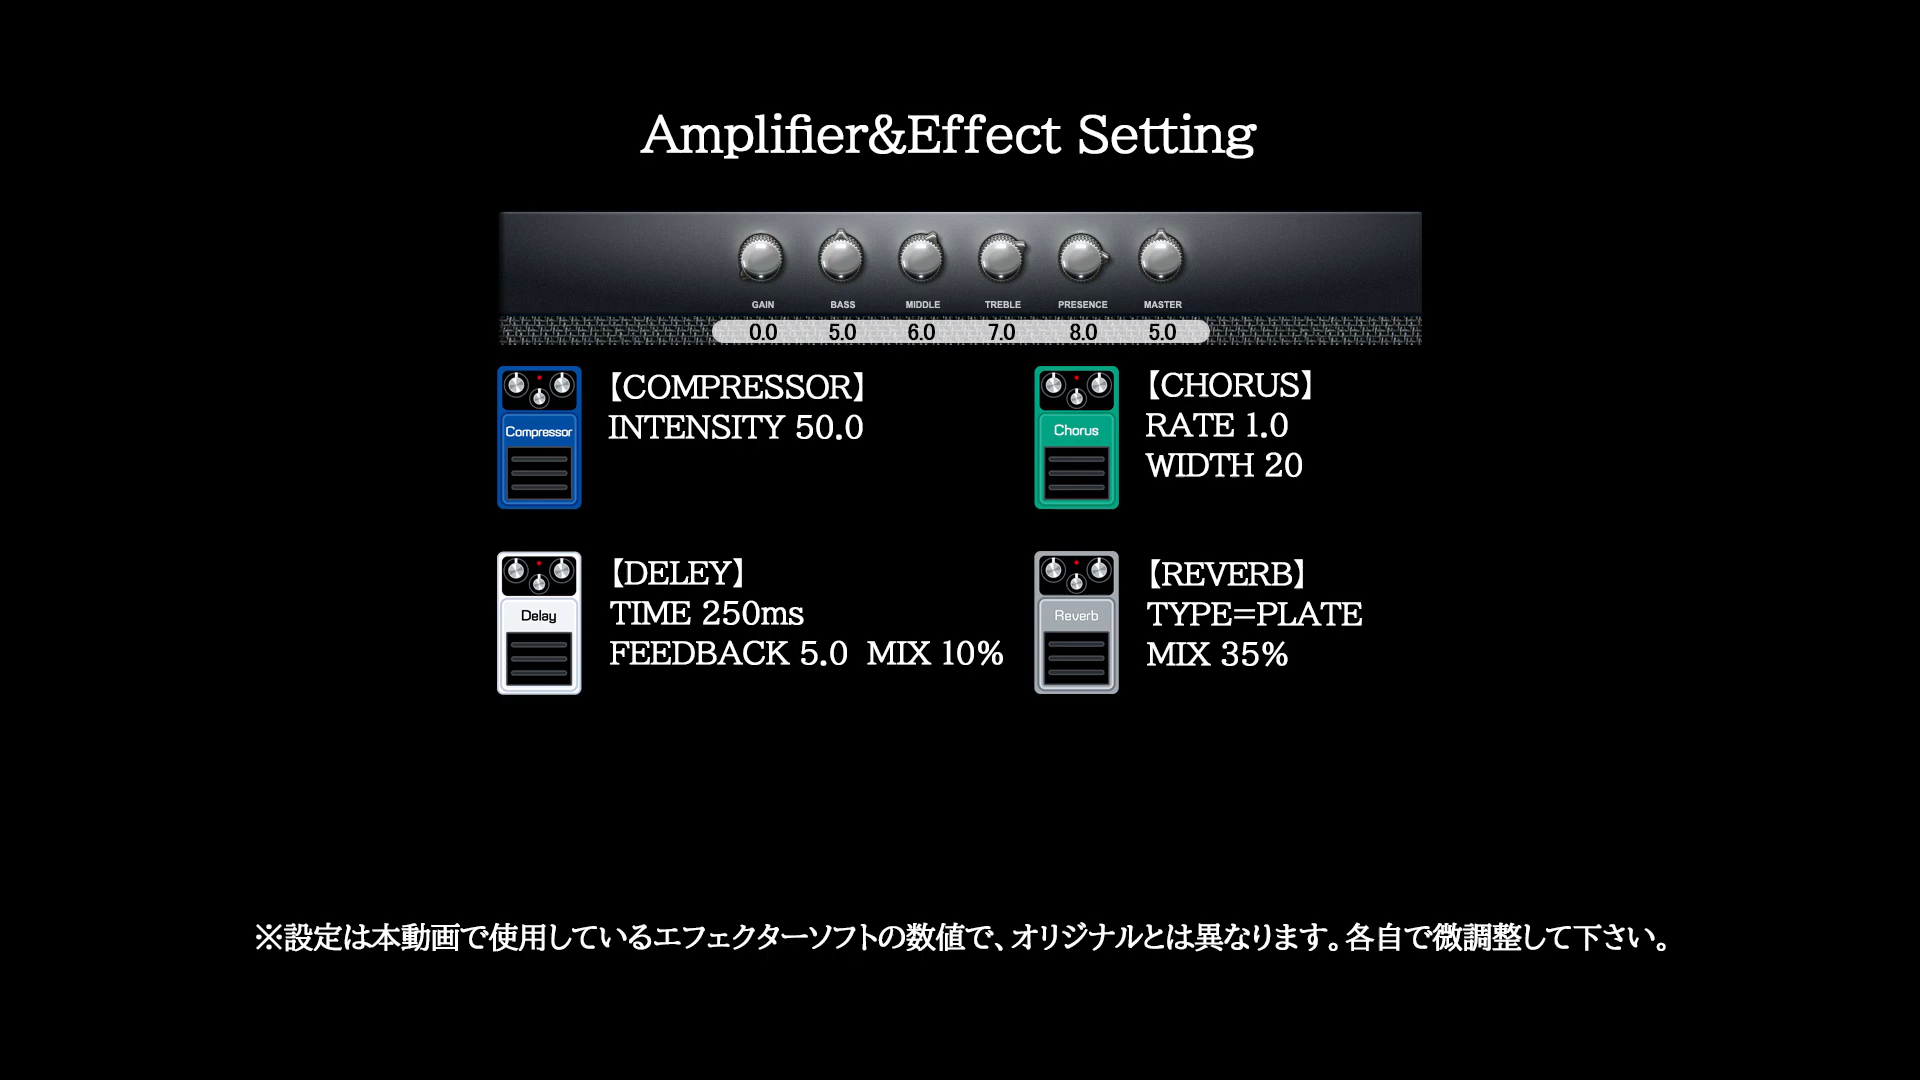 Amplifier&Effect Setting
GAIN BASS MIDDLE TREBLE PRESENCE MASTER
0.0 5.0 6.0 7.0 8.0 5.0
Compressor
【COMPRESSOR】
INTENSITY 50.0
Chorus
【CHORUS】
RATE 1.0
WIDTH 20
Delay
【DELEY】
TIME 250ms
FEEDBACK 5.0 MIX 10%
Reverb
【REVERB】
TYPE=PLATE
MIX 35%
※設定は本動画で使用しているエフェクターソフトの数値で、オリジナルとは異なります。各自で微調整して下さい。